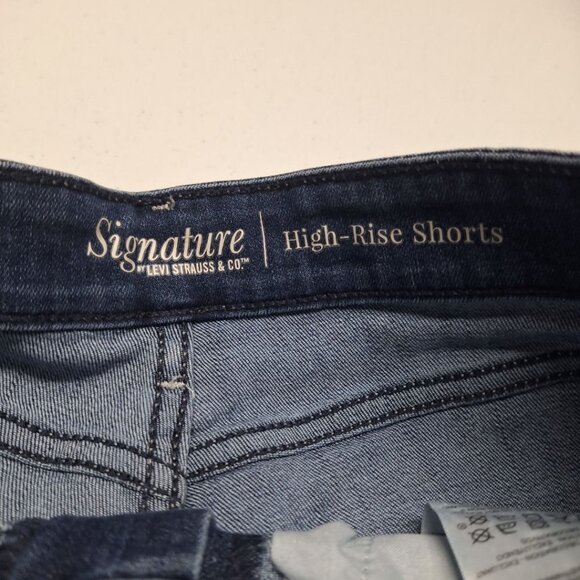 Signature
BY LEVI STRAUSS & CO.™
High-Rise Shorts